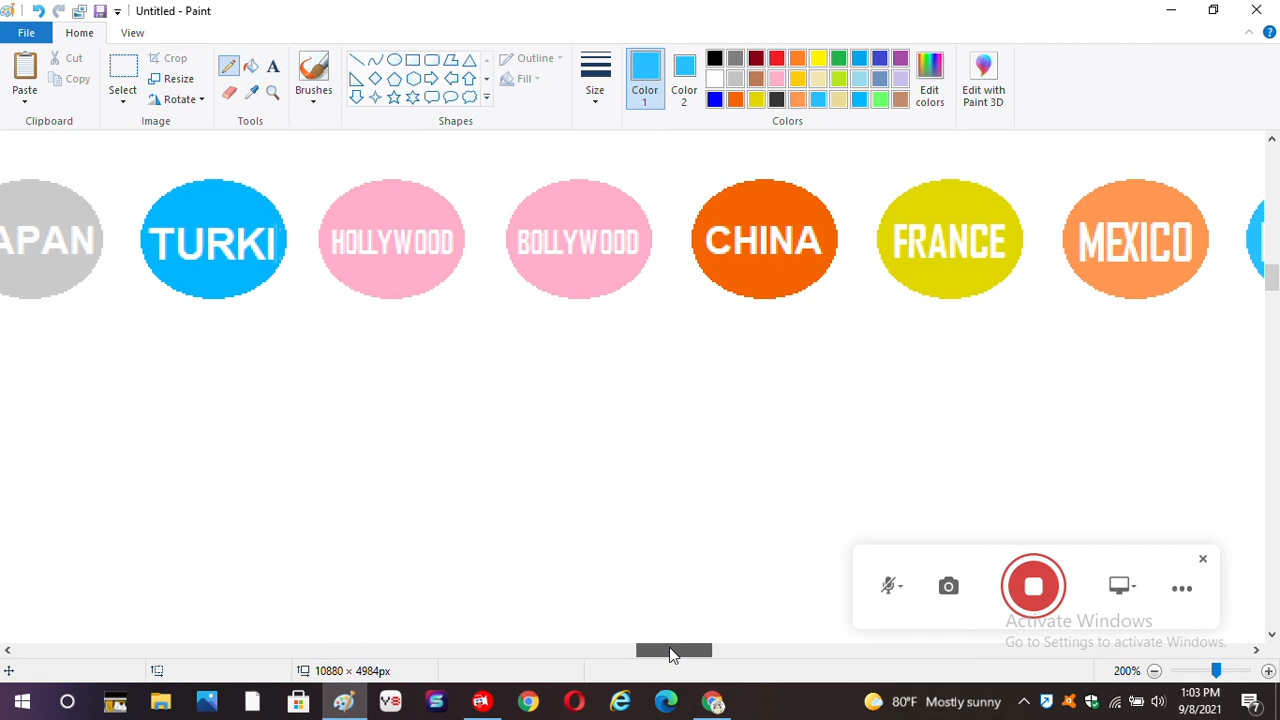 Untitled - Paint
File
Home
View
Paste
Cut
Copy
Clipboard
Select
Crop
Resize
Rotate
Image
Tools
Brushes
Shapes
Outline
Fill
Size
Color
1
Color
2
Colors
Edit
colors
Edit with
Paint 3D
APAN
TURKI
HOLLYWOOD
BOLLYWOOD
CHINA
FRANCE
MEXICO
Activate Windows
Go to Settings to activate Windows.
10880 × 4984px
200%
80°F Mostly sunny
1:03 PM
9/8/2021
7